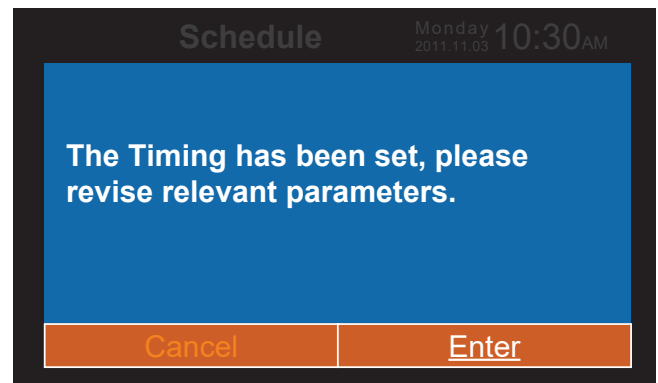 Schedule
Monday
2011.11.03 10:30AM
The Timing has been set, please
revise relevant parameters.
Cancel
Enter